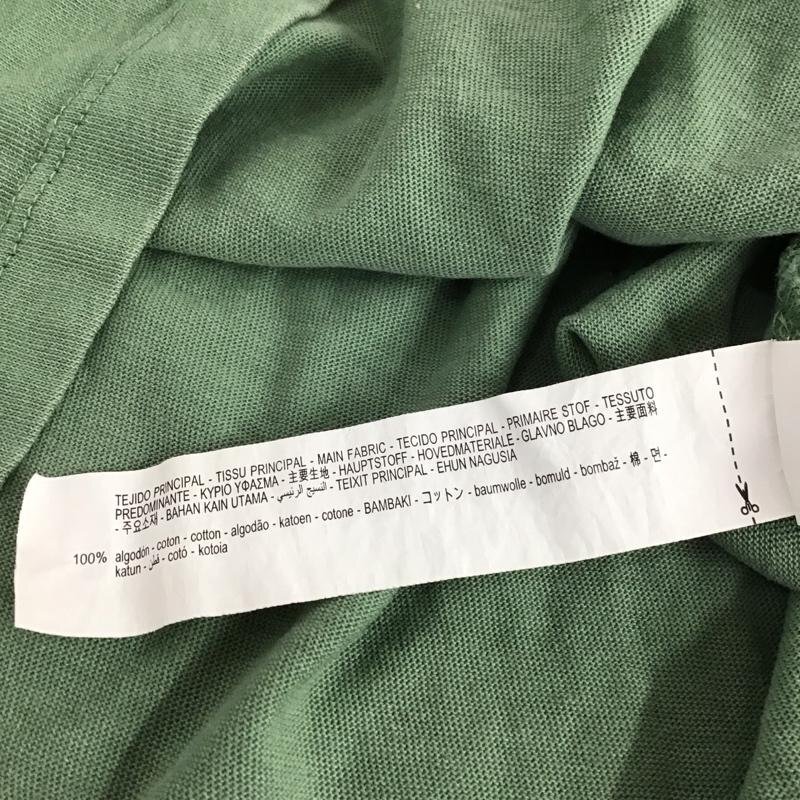 TEJIDO PRINCIPAL - TISSU PRINCIPAL - MAIN FABRIC - TECIDO PRINCIPAL - PRIMAIRE STOF - TESSUTO
PREDOMINANTE - ΚΥΡΙΟ ΥΦΑΣΜΑ - 主要生地 - HAUPTSTOFF - HOVEDMATERIALE - GLAVNO BLAGO - 主要面料
- 주요소재 - BAHAN KAIN UTAMA - النسيج الرئيسي - TEIXIT PRINCIPAL - EHUN NAGUSIA
100% algodón - coton - cotton - algodão - katoen - cotone - BAMBAKI - コットン - baumwolle - bomuld - bombaž - 棉 - 면 -
katun - قطن - cotó - kotoia